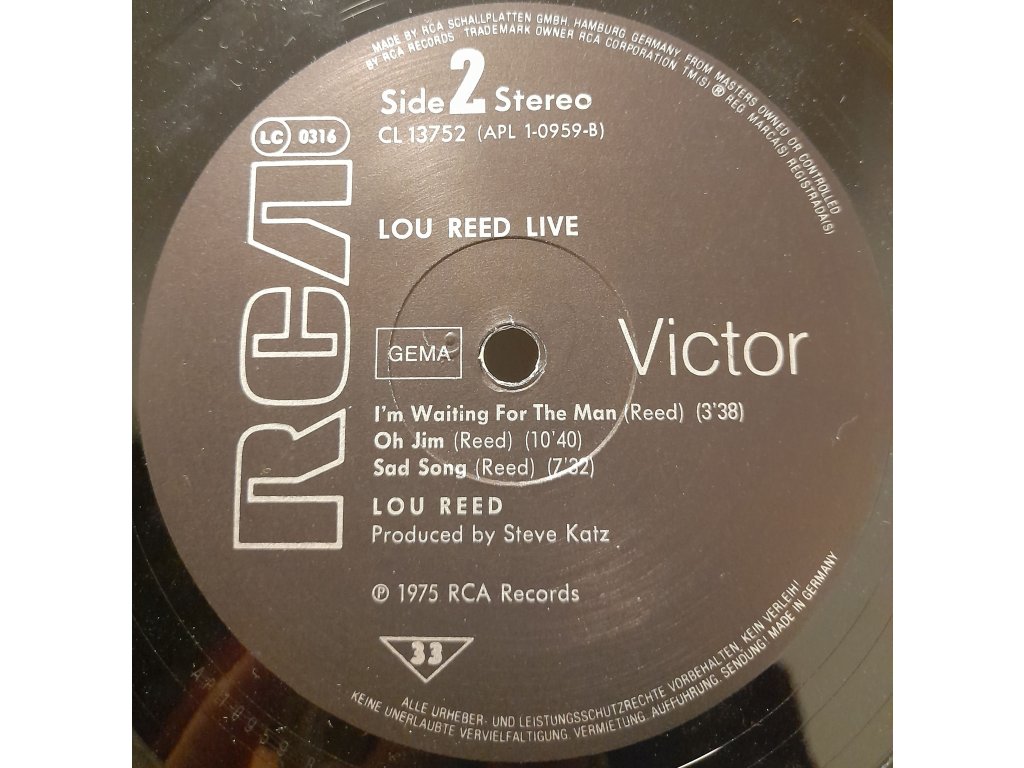 MADE BY RCA SCHALLPLATTEN GMBH, HAMBURG, GERMANY, FROM MASTERS OWNED OR CONTROLLED
BY RCA RECORDS TRADEMARK OWNER RCA CORPORATION TM(S) ® REG MARCA(S) REGISTRADA(S)
Side 2 Stereo
CL 13752 (APL 1-0959-B)
LC 0316
RCA
LOU REED LIVE
GEMA
Victor
I'm Waiting For The Man (Reed) (3'38)
Oh Jim (Reed) (10'40)
Sad Song (Reed) (7'32)
LOU REED
Produced by Steve Katz
℗ 1975 RCA Records
33
ALLE URHEBER- UND LEISTUNGSSCHUTZRECHTE VORBEHALTEN, KEIN VERLEIH!
KEINE UNERLAUBTE VERVIELFALTIGUNG, VERMIETUNG, AUFFUHRUNG, SENDUNG! MADE IN GERMANY